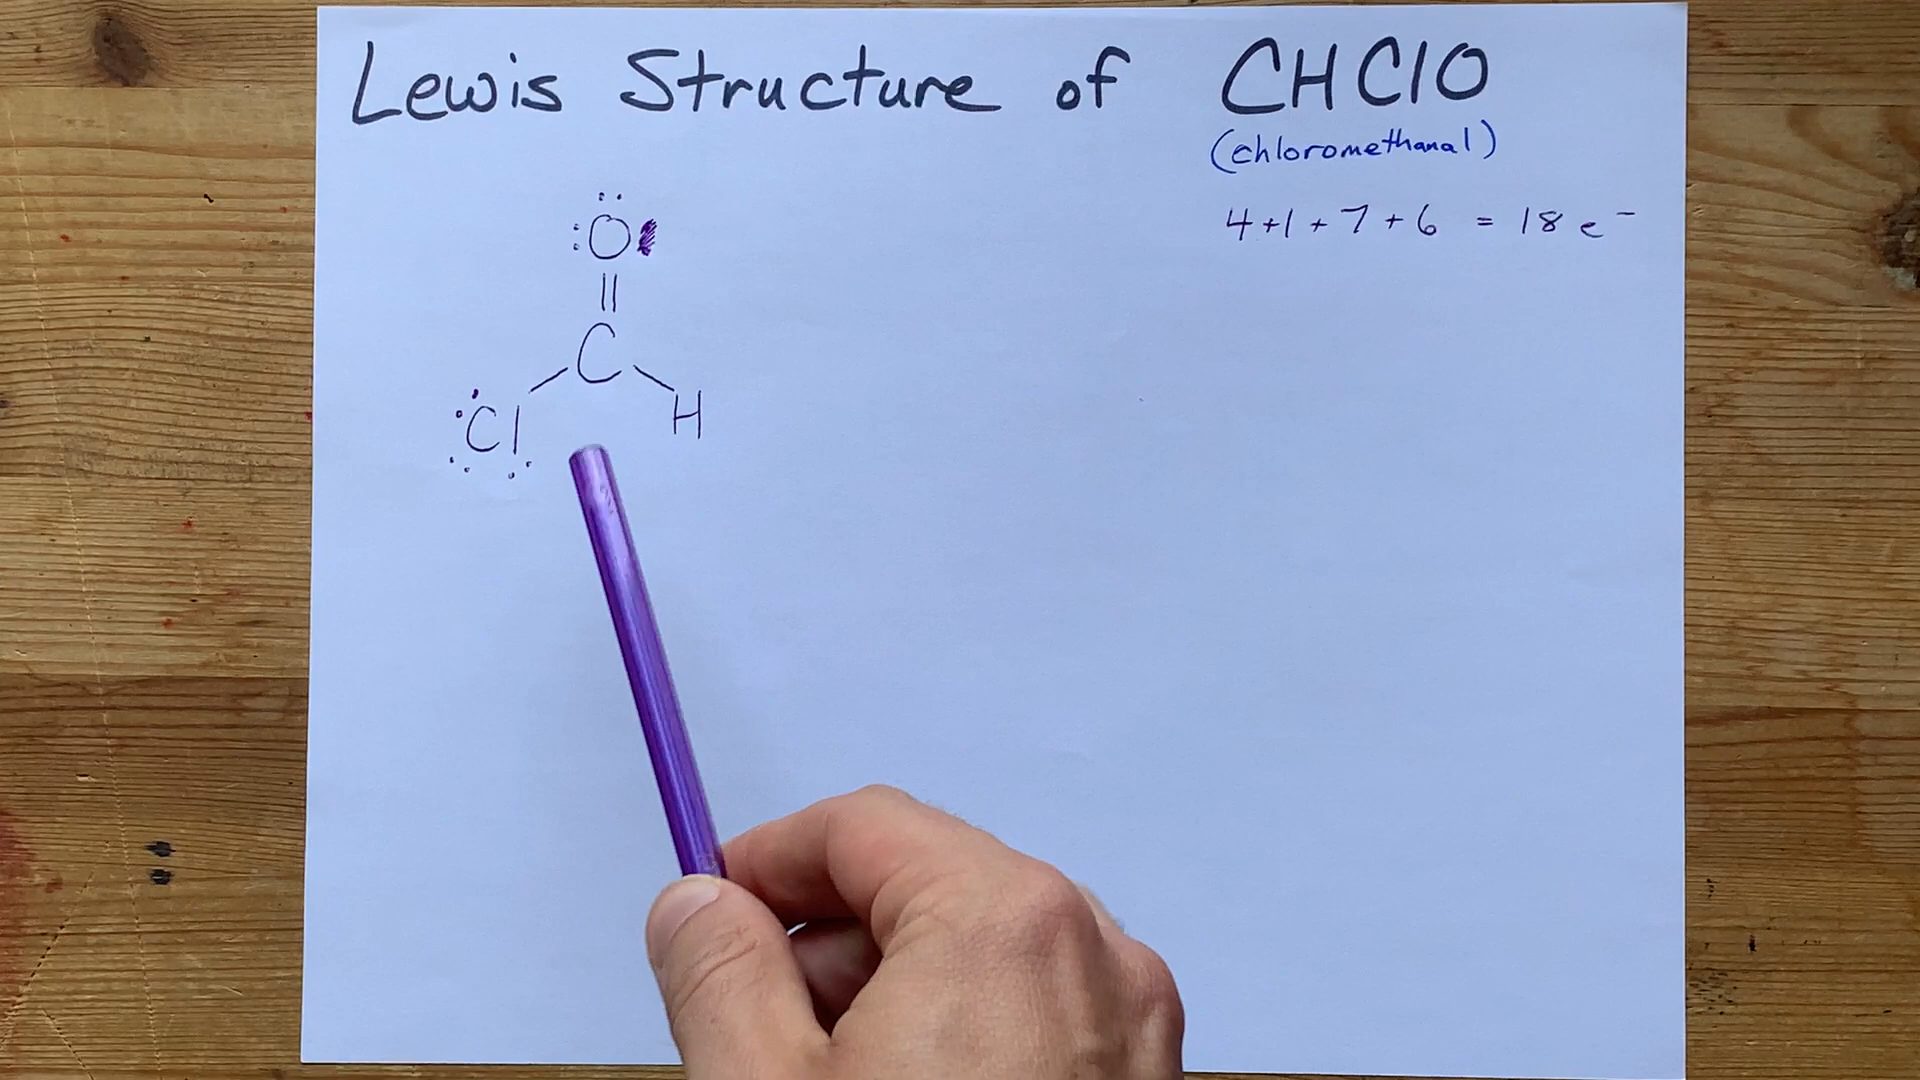 Lewis Structure of CHClO
(chloromethanal)
4+1+7+6 = 18 e⁻
:O
||
C
Cl H